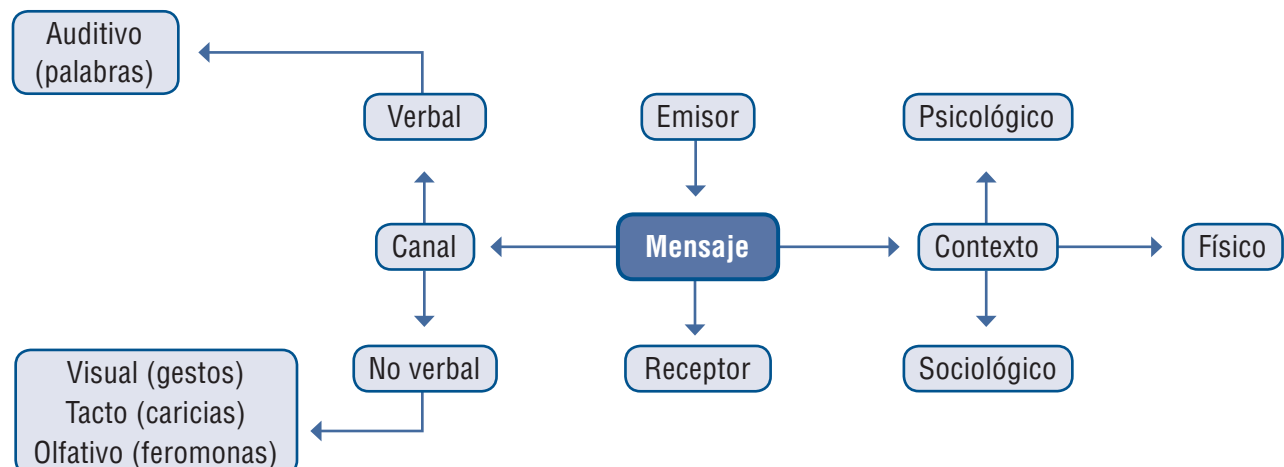 Auditivo
(palabras)
Verbal
Emisor
Psicológico
Canal
Mensaje
Contexto
Físico
Visual (gestos)
Tacto (caricias)
Olfativo (feromonas)
No verbal
Receptor
Sociológico